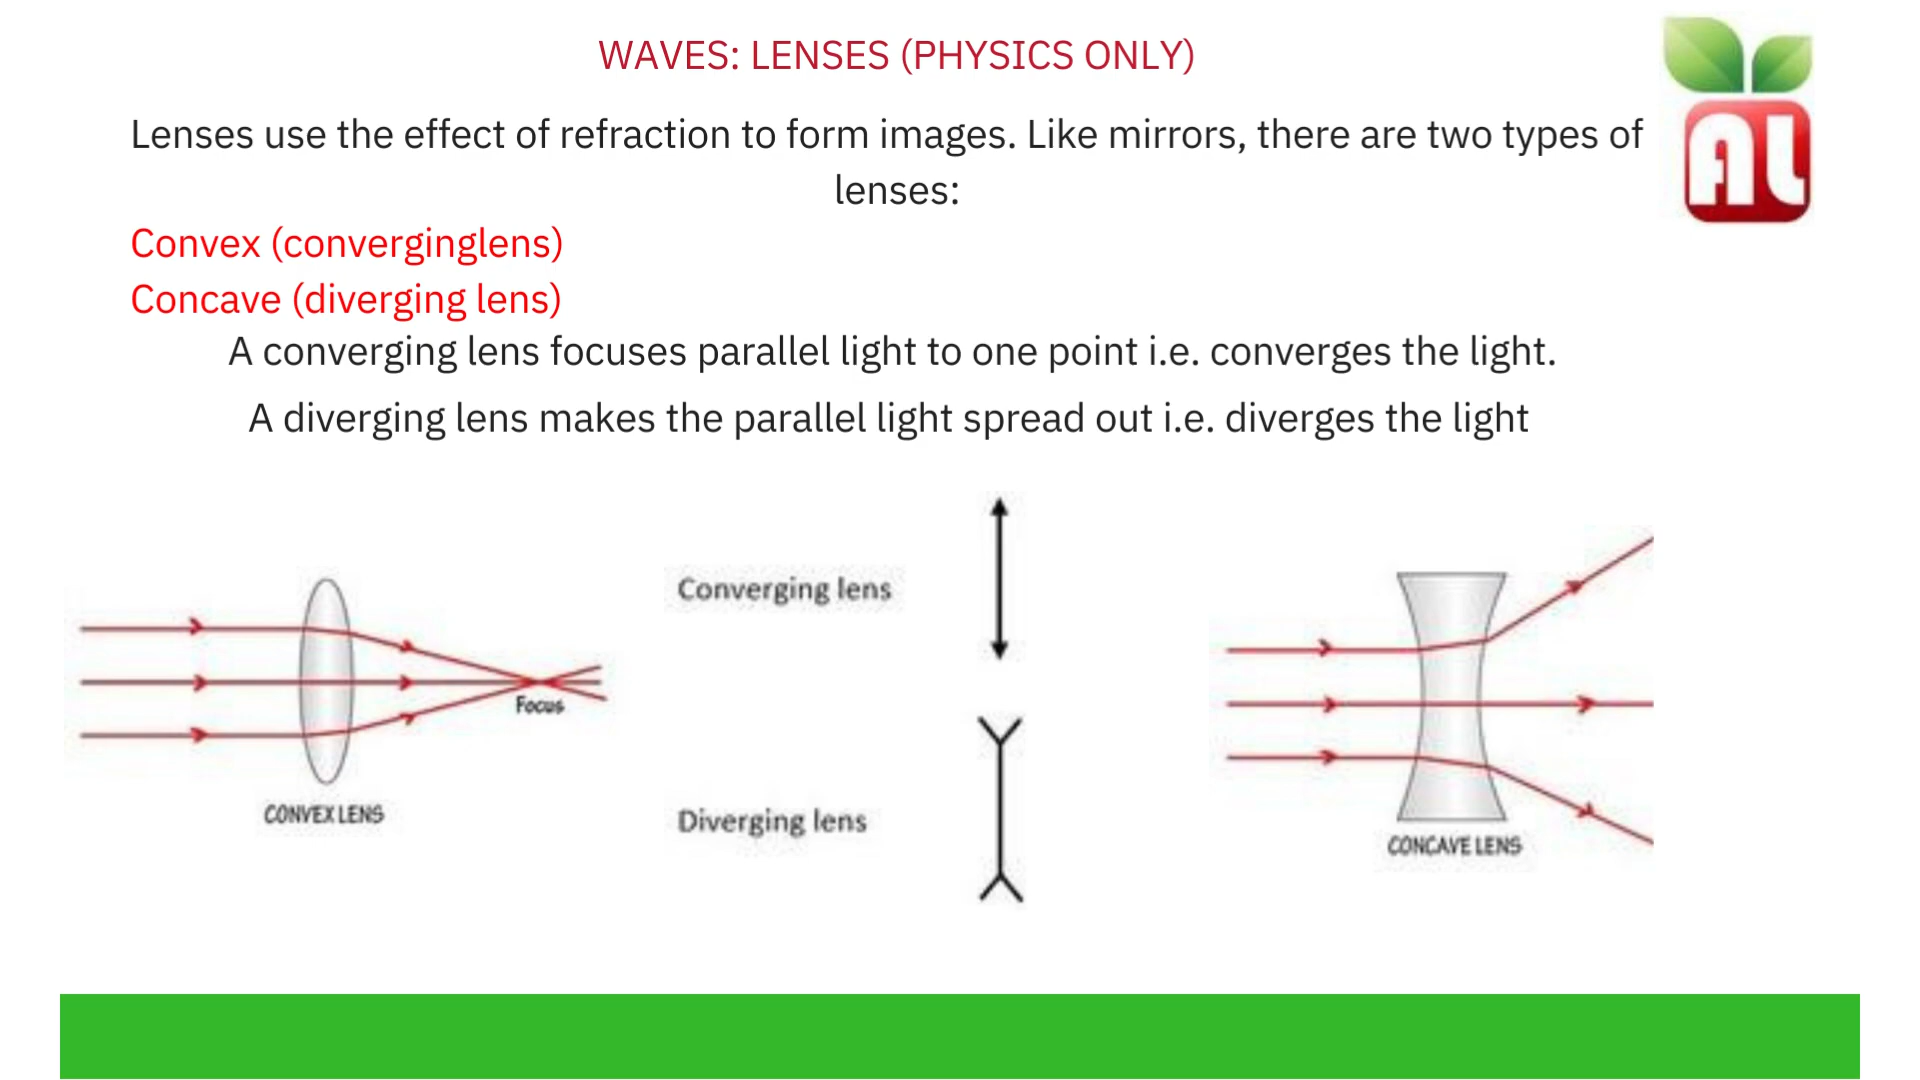 WAVES: LENSES (PHYSICS ONLY)
AL
Lenses use the effect of refraction to form images. Like mirrors, there are two types of
lenses:
Convex (converginglens)
Concave (diverging lens)
A converging lens focuses parallel light to one point i.e. converges the light.
A diverging lens makes the parallel light spread out i.e. diverges the light
Converging lens
Focus
CONVEX LENS
Diverging lens
CONCAVE LENS